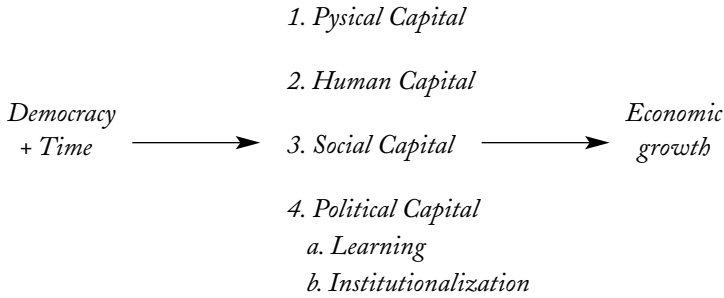 1. Pysical Capital
2. Human Capital
Democracy
+ Time
3. Social Capital
Economic
growth
4. Political Capital
a. Learning
b. Institutionalization